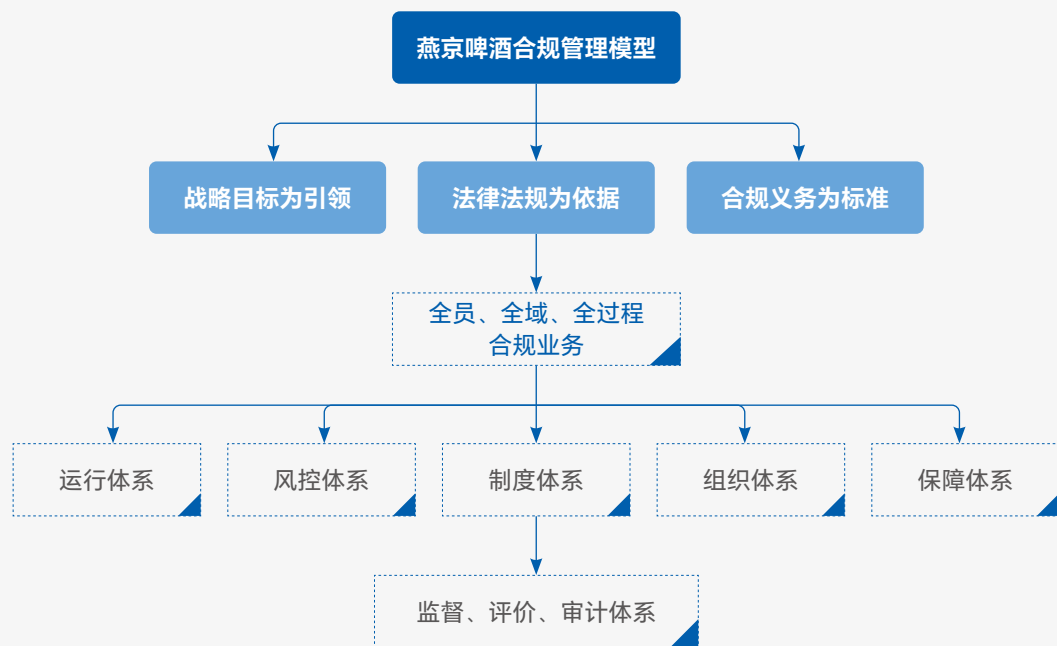 燕京啤酒合规管理模型
战略目标为引领
法律法规为依据
合规义务为标准
全员、全域、全过程
合规业务
运行体系
风控体系
制度体系
组织体系
保障体系
监督、评价、审计体系